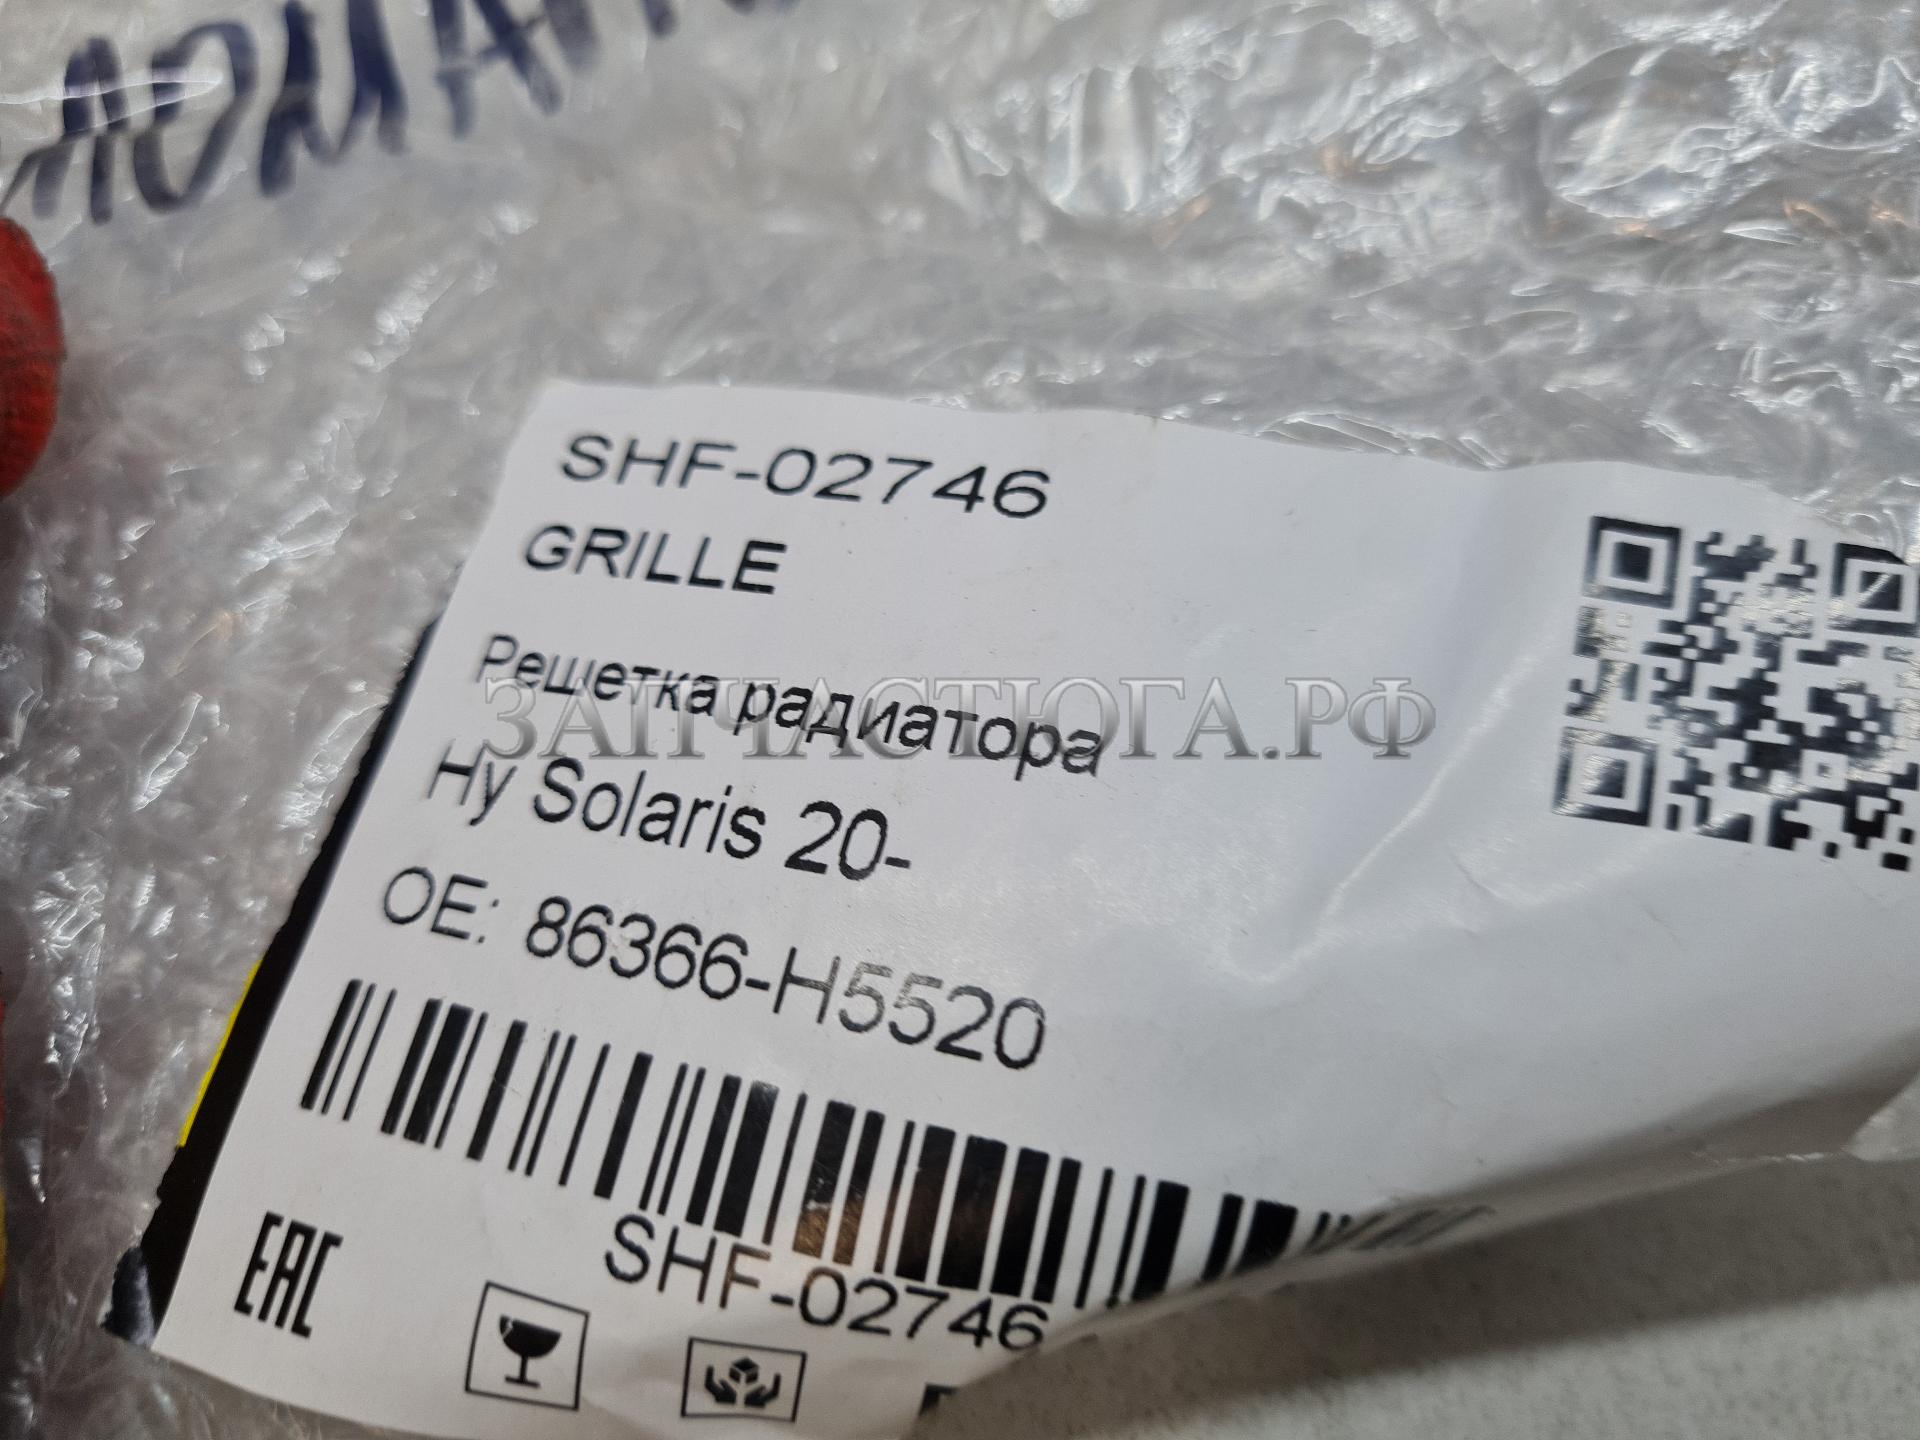 SHF-02746
GRILLE
Решетка радиатора
ЗАПЧАСТЮГА.РФ
Hy Solaris 20-
OE: 86366-H5520
SHF-02746
EAC